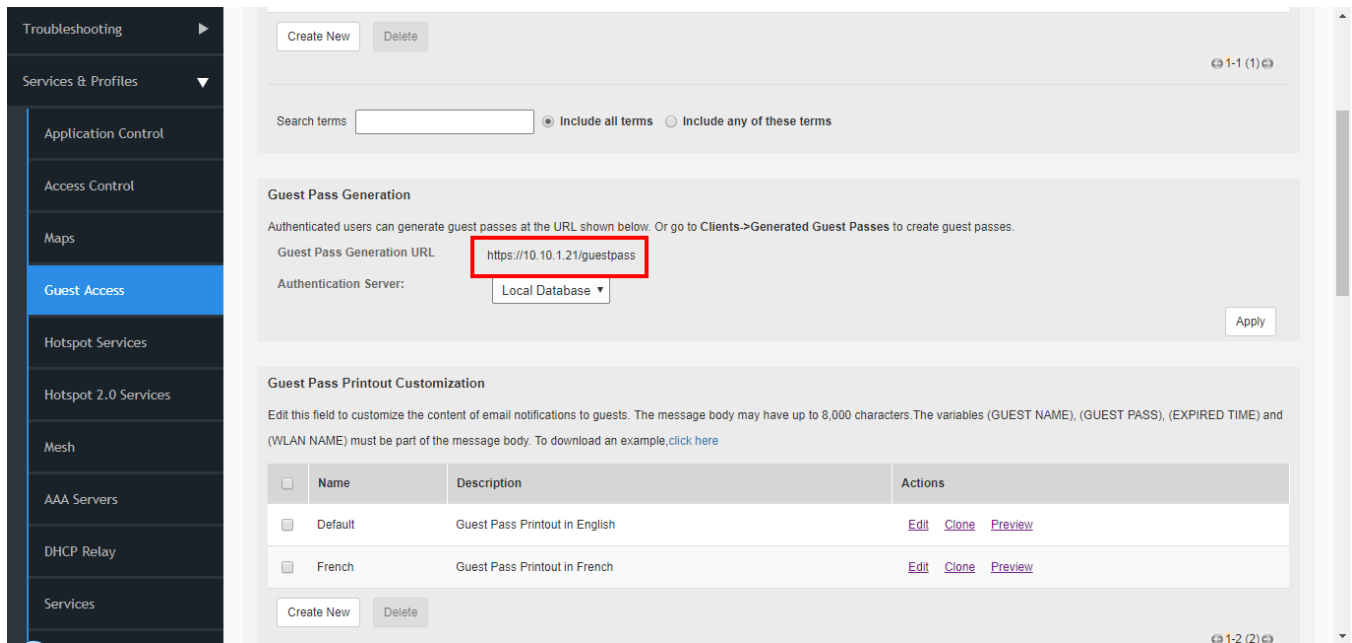 Troubleshooting
Services & Profiles
Application Control
Access Control
Maps
Guest Access
Hotspot Services
Hotspot 2.0 Services
Mesh
AAA Servers
DHCP Relay
Services
Create New Delete
1-1 (1)
Search terms Include all terms Include any of these terms
Guest Pass Generation
Authenticated users can generate guest passes at the URL shown below. Or go to Clients->Generated Guest Passes to create guest passes.
Guest Pass Generation URL https://10.10.1.21/guestpass
Authentication Server: Local Database
Apply
Guest Pass Printout Customization
Edit this field to customize the content of email notifications to guests. The message body may have up to 8,000 characters.The variables (GUEST NAME), (GUEST PASS), (EXPIRED TIME) and
(WLAN NAME) must be part of the message body. To download an example,click here
Name Description Actions
Default Guest Pass Printout in English Edit Clone Preview
French Guest Pass Printout in French Edit Clone Preview
Create New Delete
1-2 (2)